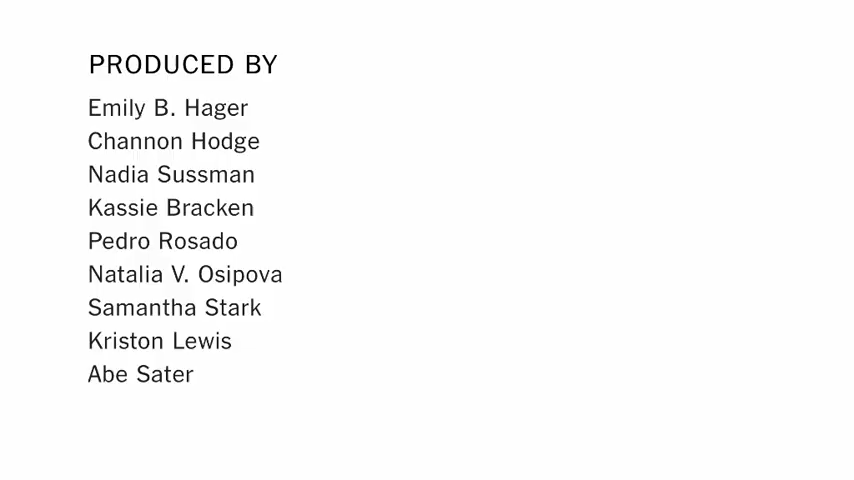 PRODUCED BY
Emily B. Hager
Channon Hodge
Nadia Sussman
Kassie Bracken
Pedro Rosado
Natalia V. Osipova
Samantha Stark
Kriston Lewis
Abe Sater